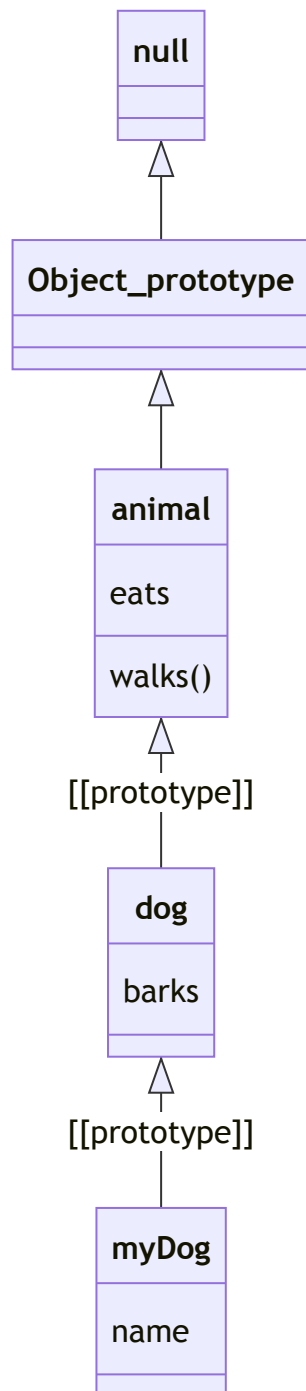 null
Object_prototype
animal
eats
walks()
[[prototype]]
dog
barks
[[prototype]]
myDog
name